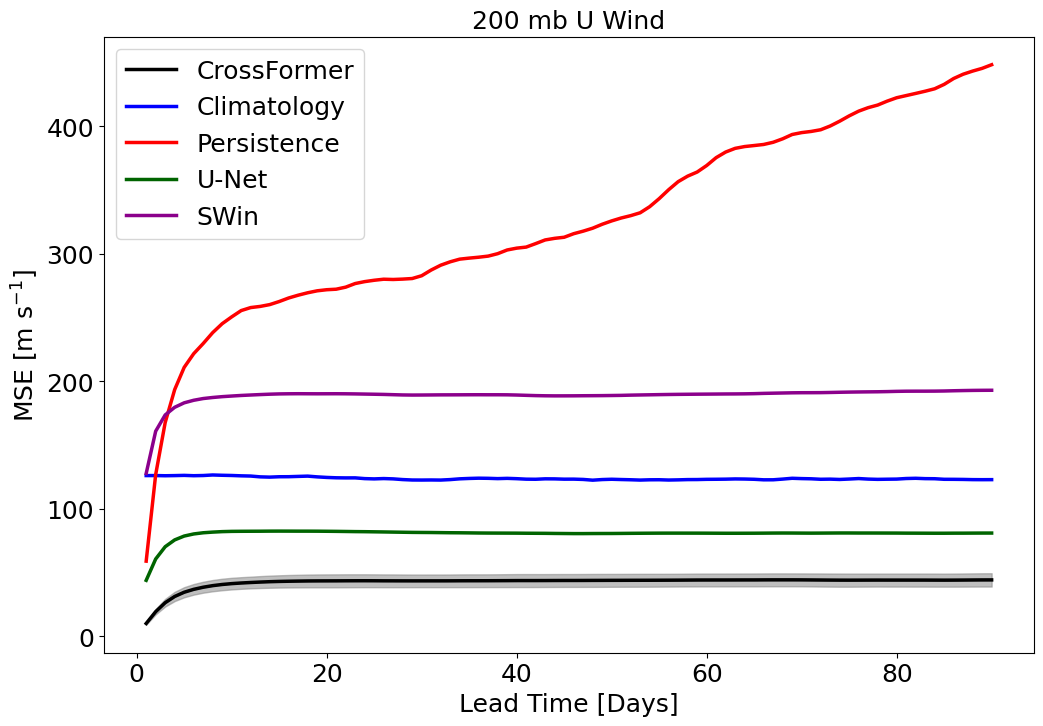 200 mb U Wind
CrossFormer
Climatology
Persistence
U-Net
SWin
MSE [m s⁻¹]
400
300
200
100
0
0 20 40 60 80
Lead Time [Days]